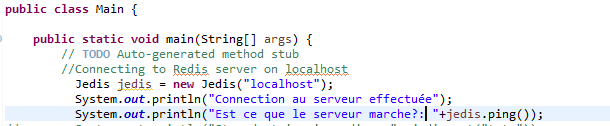 public class Main {
public static void main(String[] args) {
// TODO Auto-generated method stub
//Connecting to Redis server on localhost
Jedis jedis = new Jedis("localhost");
System.out.println("Connection au serveur effectuée");
System.out.println("Est ce que le serveur marche?: "+jedis.ping());